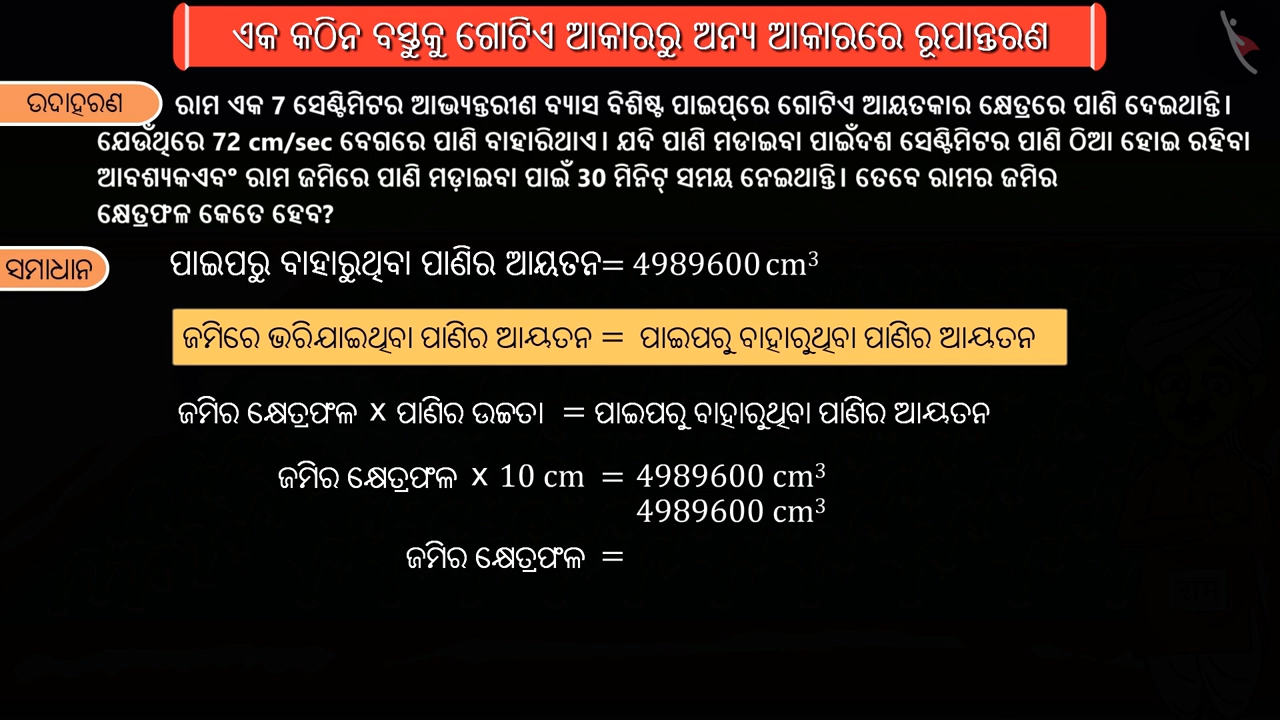 ଏକ କଠିନ ବସ୍ତୁକୁ ଗୋଟିଏ ଆକାରରୁ ଅନ୍ୟ ଆକାରରେ ରୂପାନ୍ତରଣ
ଉଦାହରଣ
ରାମ ଏକ 7 ସେଣ୍ଟିମିଟର ଆଭ୍ୟନ୍ତରୀଣ ବ୍ୟାସ ବିଶିଷ୍ଟ ପାଇପ୍‌ରେ ଗୋଟିଏ ଆୟତକାର କ୍ଷେତ୍ରରେ ପାଣି ଦେଇଥାନ୍ତି।
ଯେଉଁଥିରେ 72 cm/sec ବେଗରେ ପାଣି ବାହାରିଥାଏ। ଯଦି ପାଣି ମଡାଇବା ପାଇଁଦଶ ସେଣ୍ଟିମିଟର ପାଣି ଠିଆ ହୋଇ ରହିବା
ଆବଶ୍ୟକଏବଂ ରାମ ଜମିରେ ପାଣି ମଡ଼ାଇବା ପାଇଁ 30 ମିନିଟ୍ ସମୟ ନେଇଥାନ୍ତି। ତେବେ ରାମର ଜମିର
କ୍ଷେତ୍ରଫଳ କେତେ ହେବ?
ସମାଧାନ
ପାଇପରୁ ବାହାରୁଥିବା ପାଣିର ଆୟତନ= 4989600 cm³
ଜମିରେ ଭରିଯାଇଥିବା ପାଣିର ଆୟତନ = ପାଇପରୁ ବାହାରୁଥିବା ପାଣିର ଆୟତନ
ଜମିର କ୍ଷେତ୍ରଫଳ x ପାଣିର ଉଚ୍ଚତା = ପାଇପରୁ ବାହାରୁଥିବା ପାଣିର ଆୟତନ
ଜମିର କ୍ଷେତ୍ରଫଳ x 10 cm = 4989600 cm³
4989600 cm³
ଜମିର କ୍ଷେତ୍ରଫଳ =